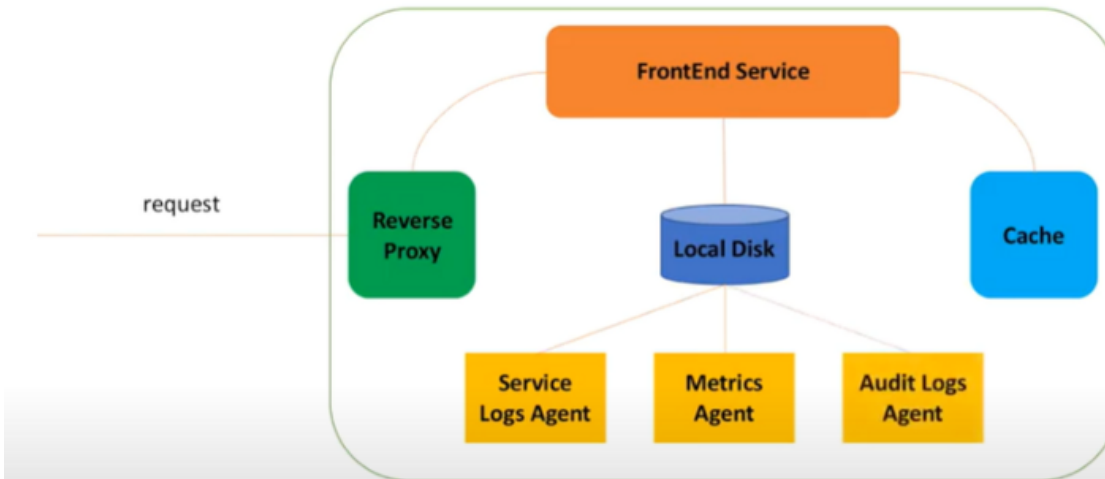 FrontEnd Service
request
Reverse
Proxy
Local Disk
Cache
Service
Logs Agent
Metrics
Agent
Audit Logs
Agent